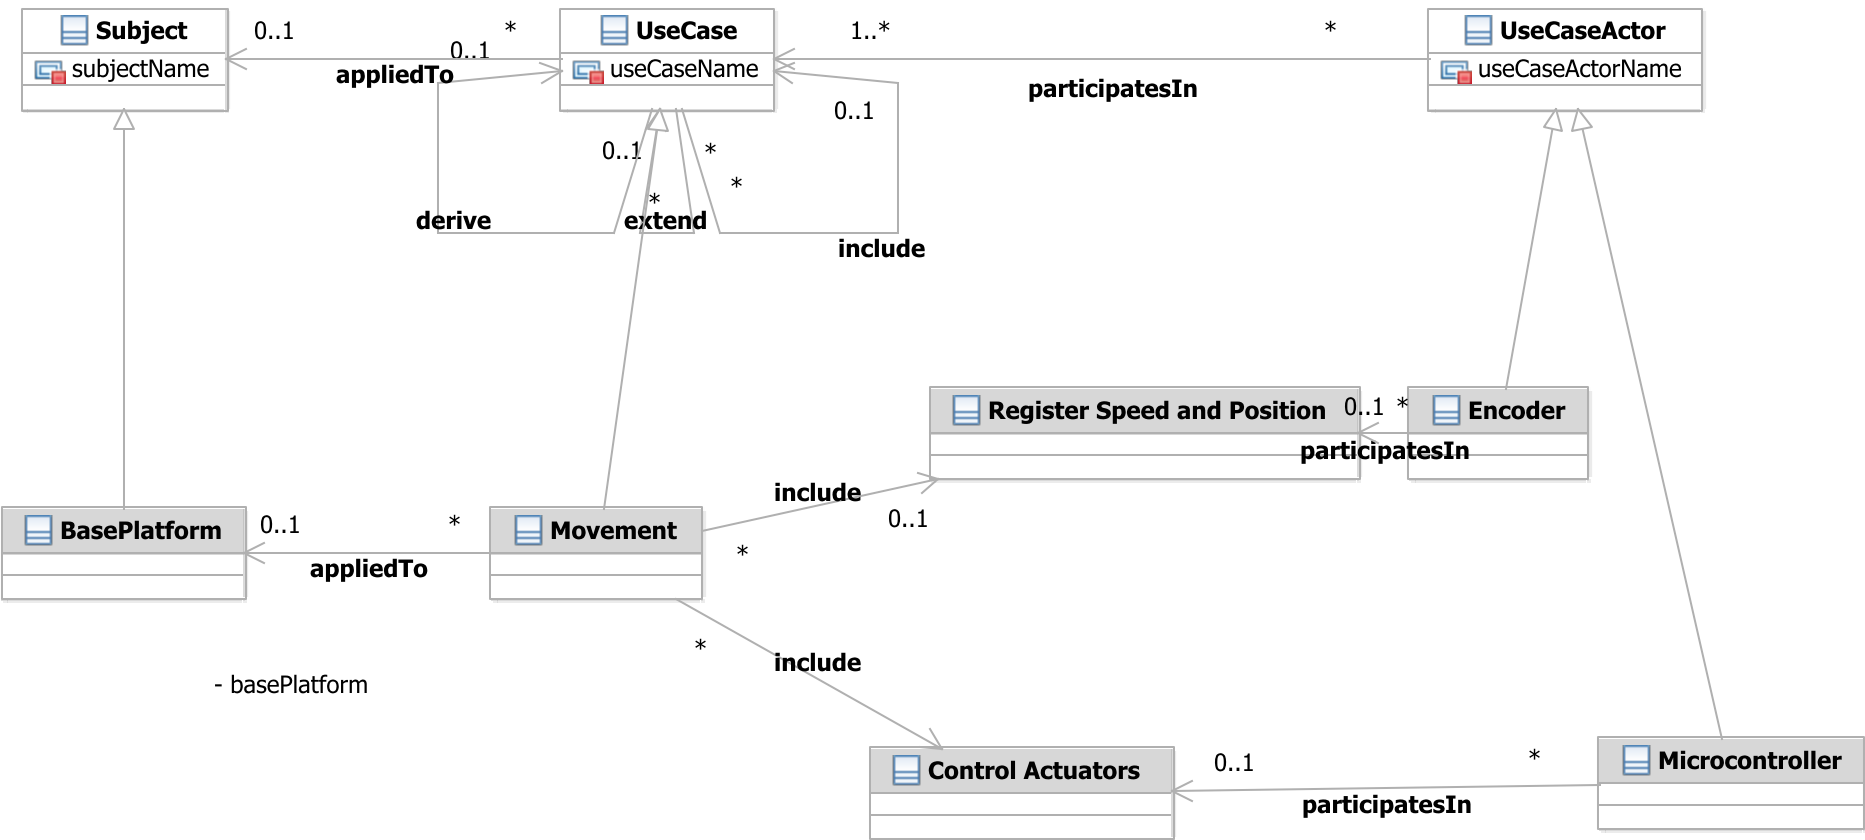 Subject
subjectName
0..1
*
0..1
appliedTo
UseCase
useCaseName
1..*
*
participatesIn
UseCaseActor
useCaseActorName
0..1
0..1
*
*
*
derive
extend
include
Register Speed and Position
0..1
*
participatesIn
Encoder
BasePlatform
0..1
*
appliedTo
Movement
include
0..1
*
*
include
- basePlatform
Control Actuators
0..1
*
participatesIn
Microcontroller